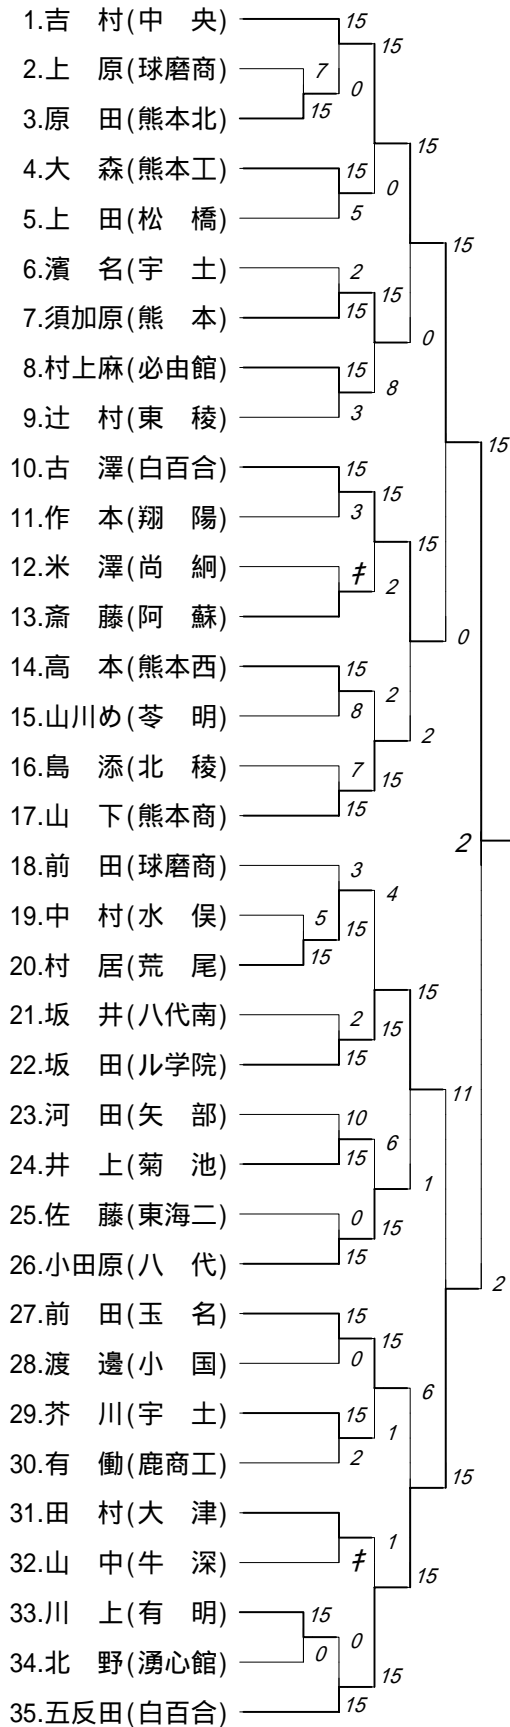 1.吉　村(中　央)　15　15
2.上　原(球磨商)　7　0
3.原　田(熊本北)　15　15
4.大　森(熊本工)　15　0
5.上　田(松　橋)　5　15
6.濱　名(宇　土)　2　15
7.須加原(熊　本)　15　0
8.村上麻(必由館)　15　8
9.辻　村(東　稜)　3　15
10.古　澤(白百合)　15　15
11.作　本(翔　陽)　3　15
12.米　澤(尚　絅)　キ　2
13.斎　藤(阿　蘇)　0
14.高　本(熊本西)　15　2
15.山川め(苓　明)　8　2
16.島　添(北　稜)　7　15
17.山　下(熊本商)　15　2
18.前　田(球磨商)　3　4
19.中　村(水　俣)　5　15
20.村　居(荒　尾)　15　15
21.坂　井(八代南)　2　15
22.坂　田(ル学院)　15　11
23.河　田(矢　部)　10　6
24.井　上(菊　池)　15　1
25.佐　藤(東海二)　0　15
26.小田原(八　代)　15　2
27.前　田(玉　名)　15　15
28.渡　邊(小　国)　0　6
29.芥　川(宇　土)　15　1
30.有　働(鹿商工)　2　15
31.田　村(大　津)　1
32.山　中(牛　深)　キ　15
33.川　上(有　明)　15　0
34.北　野(湧心館)　0　15
35.五反田(白百合)　15